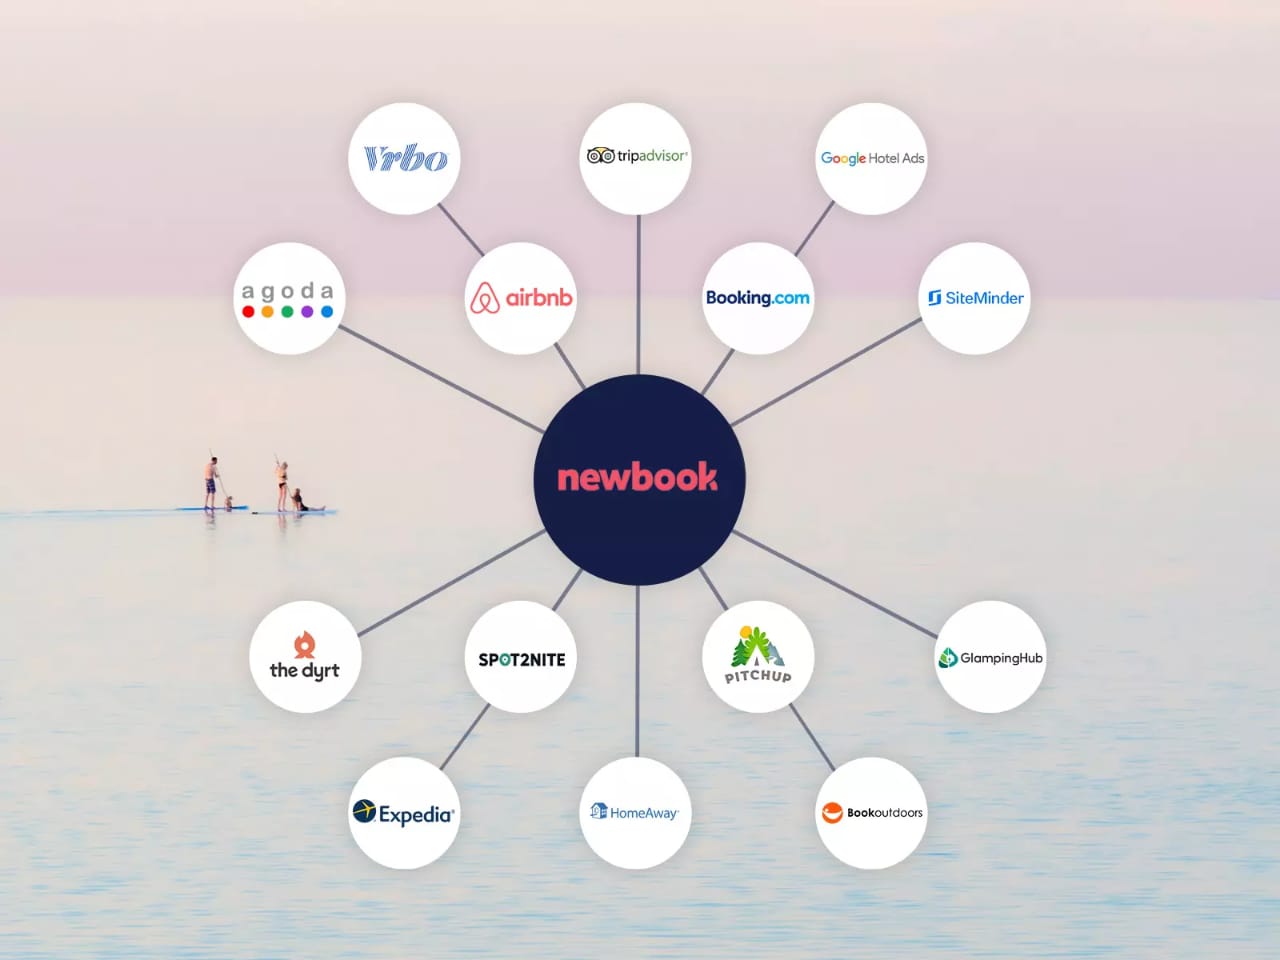 Vrbo
tripadvisor®
Google Hotel Ads
agoda
airbnb
Booking.com
SiteMinder
newbook
the dyrt
SPOT2NITE
PITCHUP
GlampingHub
Expedia®
HomeAway
Bookoutdoors